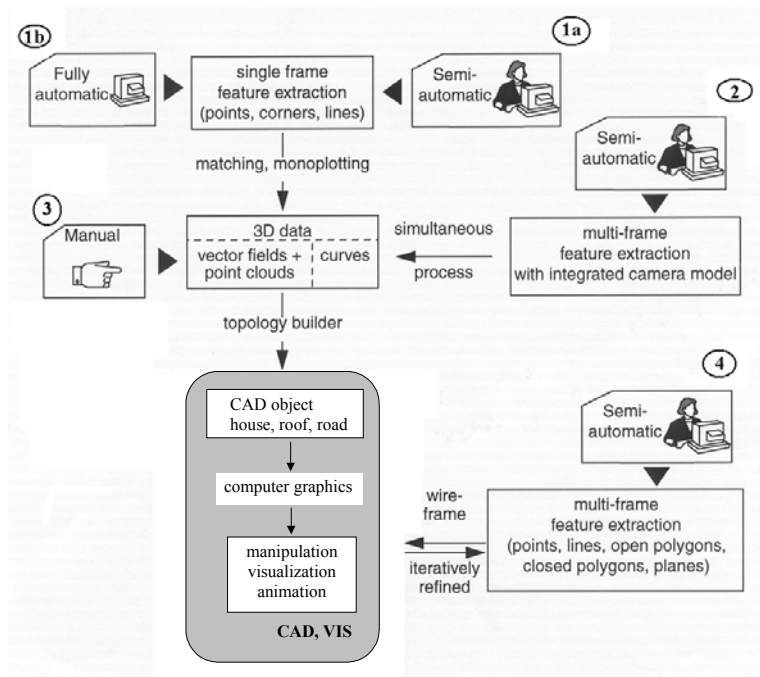 1b
Fully
automatic
single frame
feature extraction
(points, corners, lines)
1a
Semi-
automatic
2
Semi-
automatic
matching, monoplotting
3
Manual
3D data
vector fields +
point clouds
curves
simultaneous
process
multi-frame
feature extraction
with integrated camera model
topology builder
4
Semi-
automatic
CAD object
house, roof, road
computer graphics
manipulation
visualization
animation
CAD, VIS
wire-
frame
iteratively
refined
multi-frame
feature extraction
(points, lines, open polygons,
closed polygons, planes)